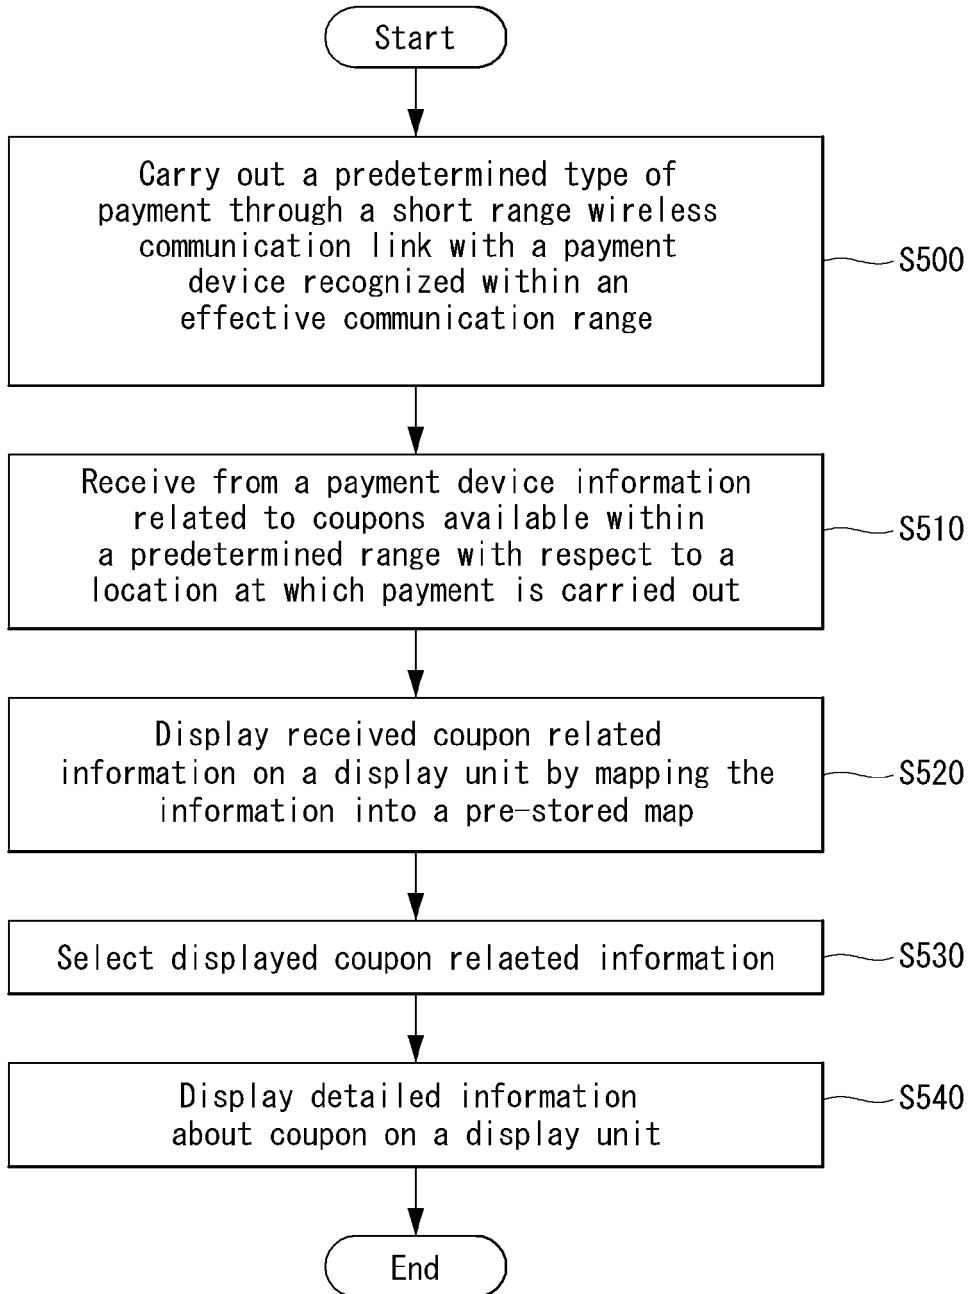 Start
Carry out a predetermined type of
payment through a short range wireless
communication link with a payment
device recognized within an
effective communication range
S500
Receive from a payment device information
related to coupons available within
a predetermined range with respect to a
location at which payment is carried out
S510
Display received coupon related
information on a display unit by mapping the
information into a pre-stored map
S520
Select displayed coupon relaeted information
S530
Display detailed information
about coupon on a display unit
S540
End